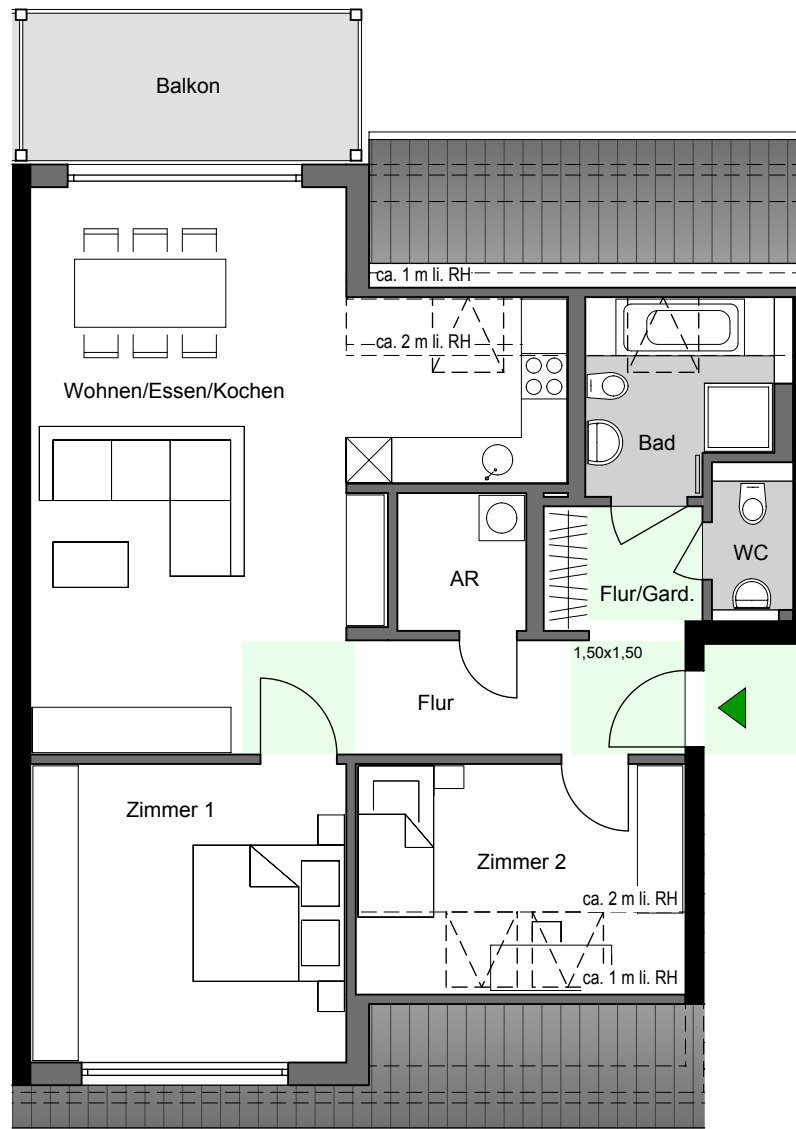 Balkon
ca. 1 m li. RH
ca. 2 m li. RH
Wohnen/Essen/Kochen
Bad
WC
AR
Flur/Gard.
1,50x1,50
Flur
Zimmer 1
Zimmer 2
ca. 2 m li. RH
ca. 1 m li. RH